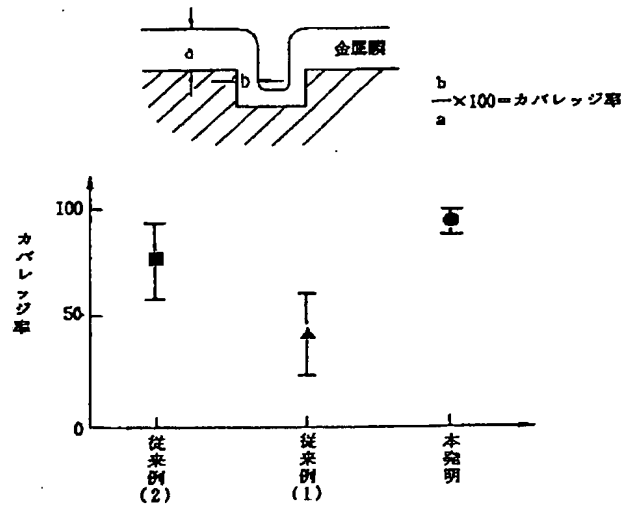 a
b
金属膜
b
a
×100=カバレッジ率
カバレッジ率
100
50
0
従来例
(2)
従来例
(1)
本発明